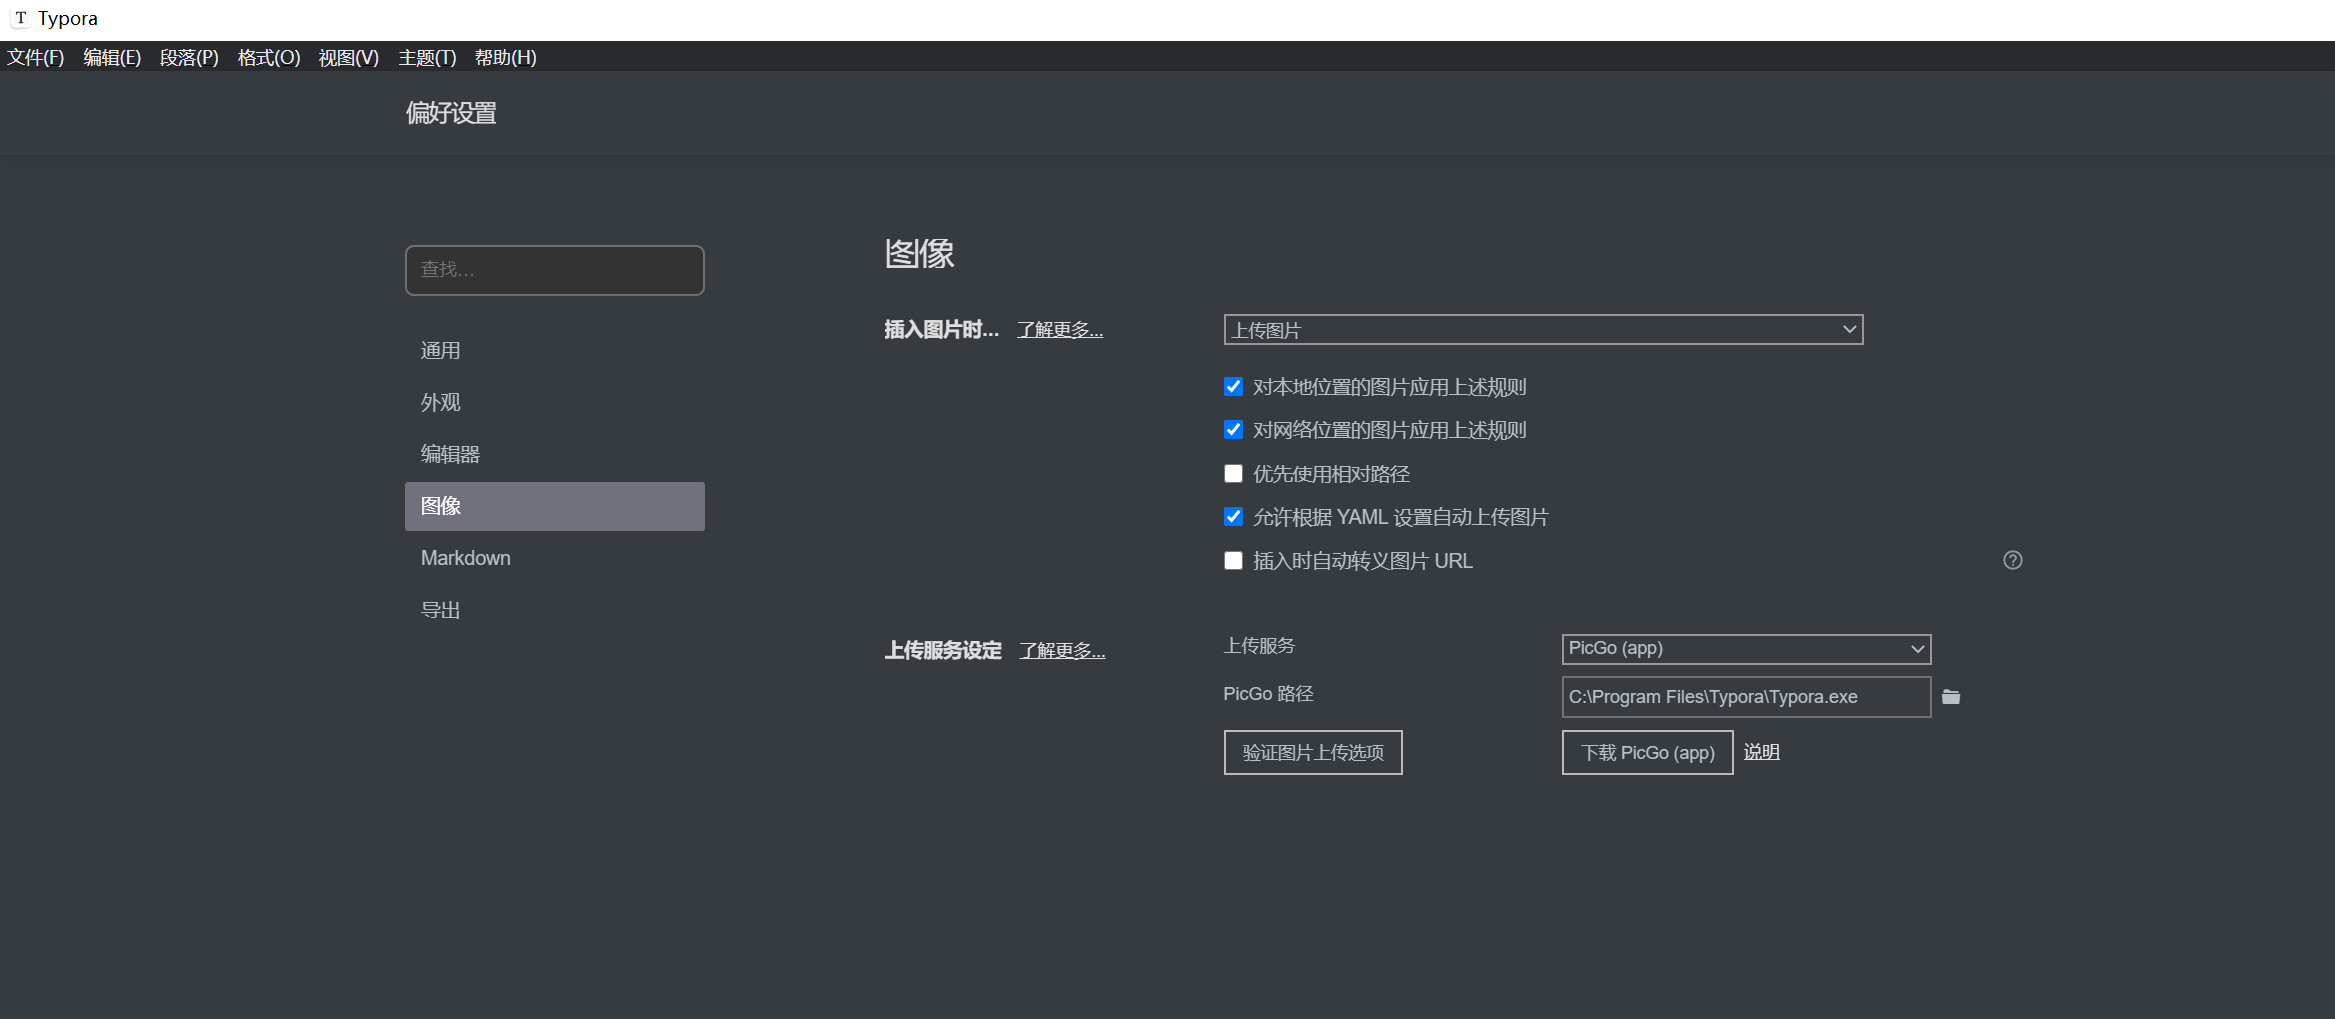 Typora
文件(F) 编辑(E) 段落(P) 格式(O) 视图(V) 主题(T) 帮助(H)
偏好设置
查找...
通用
外观
编辑器
图像
Markdown
导出
图像
插入图片时... 了解更多...
上传图片
对本地位置的图片应用上述规则
对网络位置的图片应用上述规则
优先使用相对路径
允许根据 YAML 设置自动上传图片
插入时自动转义图片 URL
上传服务设定 了解更多...
上传服务 PicGo (app)
PicGo 路径 C:\Program Files\Typora\Typora.exe
验证图片上传选项 下载 PicGo (app) 说明